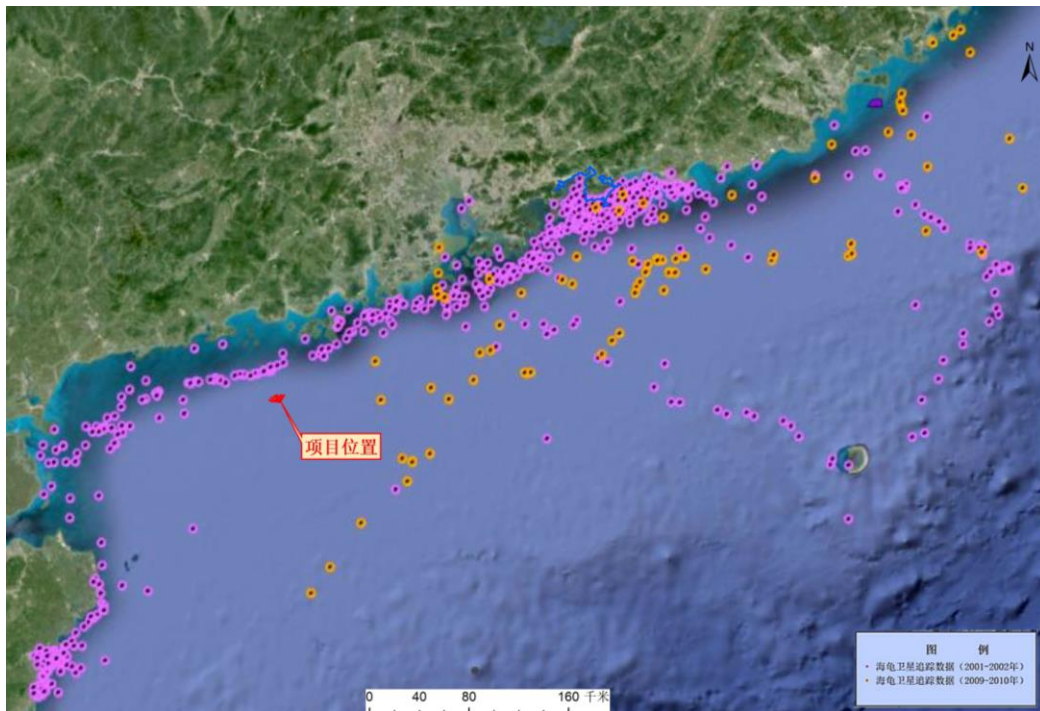 N
项目位置
图 例
海龟卫星追踪数据（2001-2002年）
海龟卫星追踪数据（2009-2010年）
0 40 80 160 千米